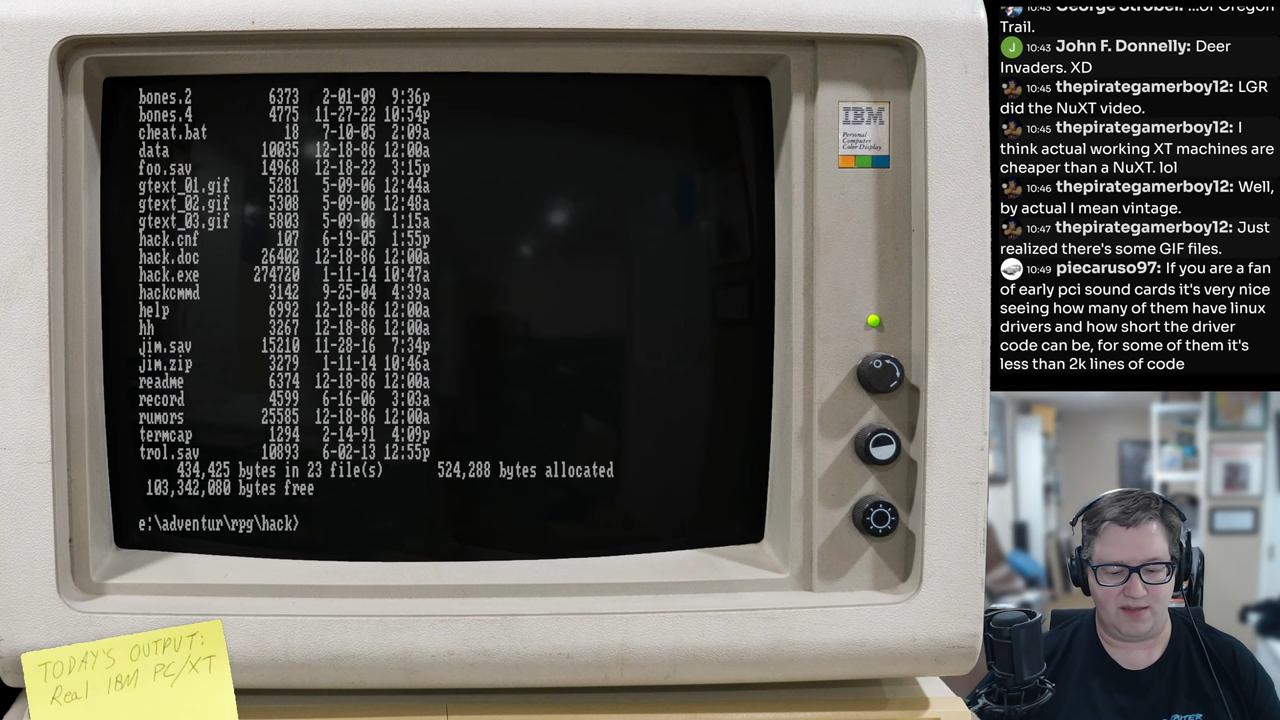 bones.2 6373 2-01-09 9:36p
bones.4 4775 11-27-22 10:54p
cheat.bat 18 7-10-05 2:09a
data 10035 12-18-86 12:00a
foo.sav 14968 12-18-22 3:15p
gtext_01.gif 5281 5-09-06 12:44a
gtext_02.gif 5308 5-09-06 12:48a
gtext_03.gif 5803 5-09-06 1:15a
hack.cnf 107 6-19-05 1:55p
hack.doc 26402 12-18-86 12:00a
hack.exe 274720 1-11-14 10:47a
hackcmmd 3142 9-25-04 4:39a
help 6992 12-18-86 12:00a
hh 3267 12-18-86 12:00a
jim.sav 15210 11-28-16 7:34p
jim.zip 3279 1-11-14 10:46a
readme 6374 12-18-86 12:00a
record 4599 6-16-06 3:03a
rumors 25585 12-18-86 12:00a
termcap 1294 2-14-91 4:09p
trol.sav 10893 6-02-13 12:55p
434,425 bytes in 23 file(s) 524,288 bytes allocated
103,342,080 bytes free
e:\adventur\rpg\hack>
IBM
Personal
Computer
Color Display
TODAY'S OUTPUT:
Real IBM PC/XT
10:43 George Strobel: ...of Oregon
Trail.
J 10:43 John F. Donnelly: Deer
Invaders. XD
10:45 thepirategamerboy12: LGR
did the NuXT video.
10:45 thepirategamerboy12: I
think actual working XT machines are
cheaper than a NuXT. lol
10:46 thepirategamerboy12: Well,
by actual I mean vintage.
10:47 thepirategamerboy12: Just
realized there's some GIF files.
10:49 piecaruso97: If you are a fan
of early pci sound cards it's very nice
seeing how many of them have linux
drivers and how short the driver
code can be, for some of them it's
less than 2k lines of code